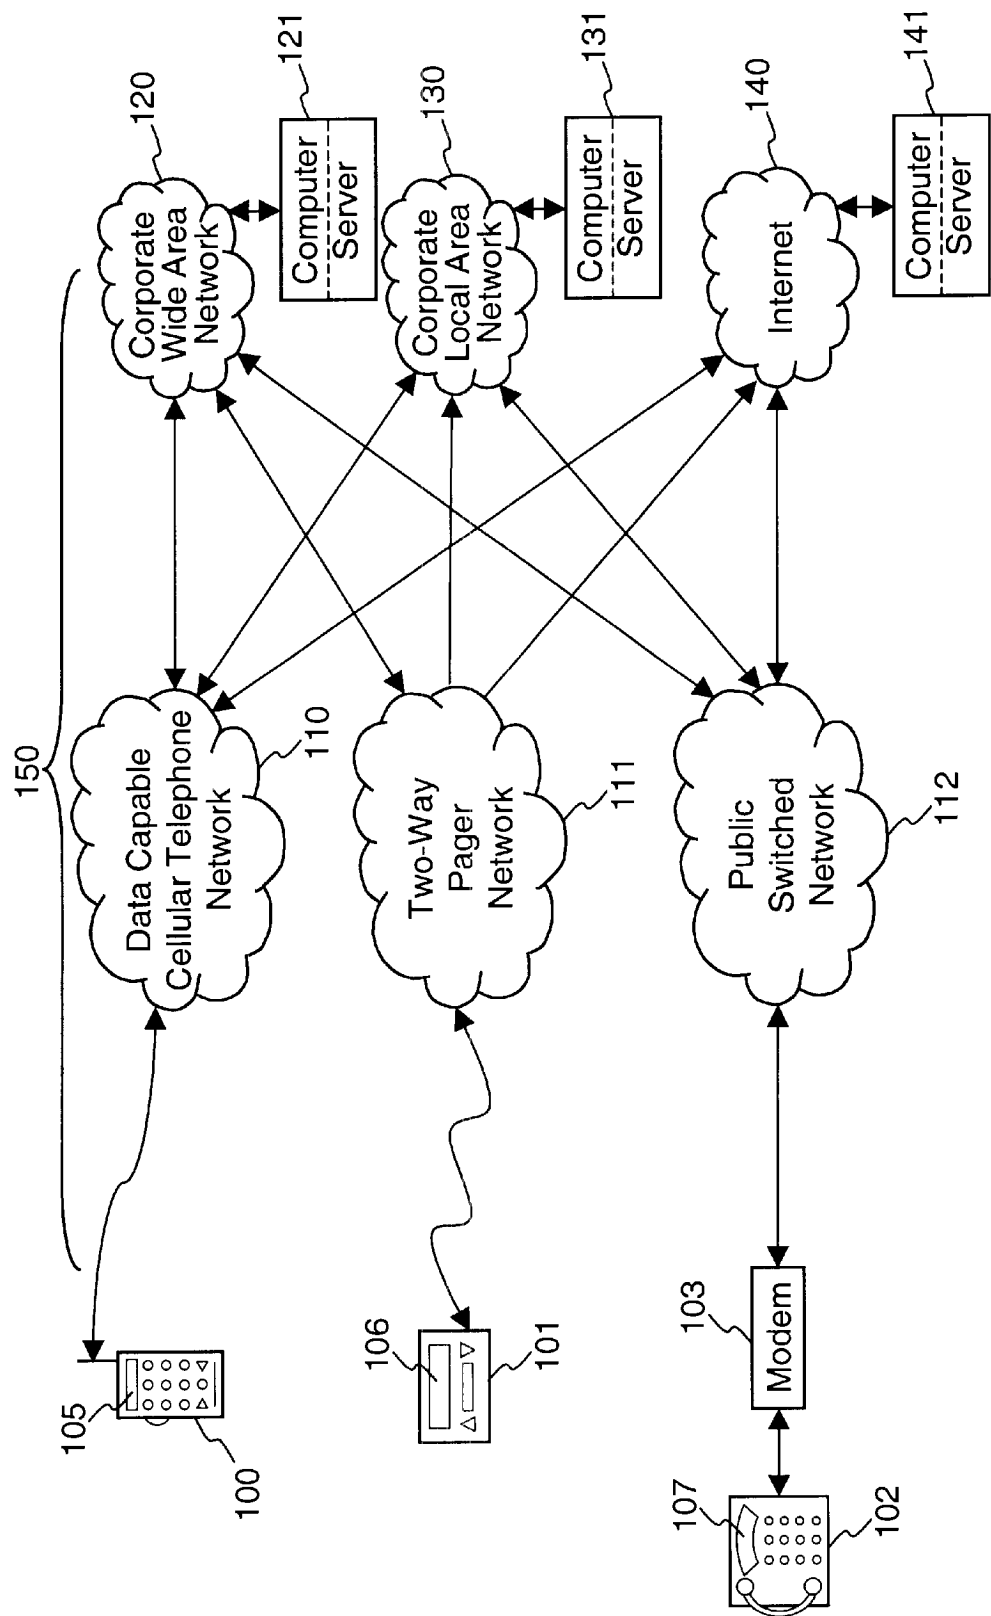 150
Data Capable
Cellular Telephone
Network
110
Corporate
Wide Area
Network
120
Computer
Server
121
105
100
Two-Way
Pager
Network
111
Corporate
Local Area
Network
130
Computer
Server
131
106
101
Public
Switched
Network
112
Internet
140
Computer
Server
141
103
Modem
107
102